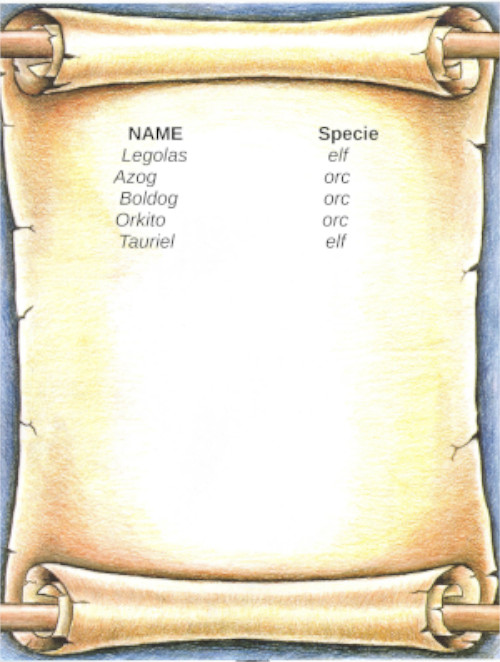 NAME Specie
Legolas elf
Azog orc
Boldog orc
Orkito orc
Tauriel elf